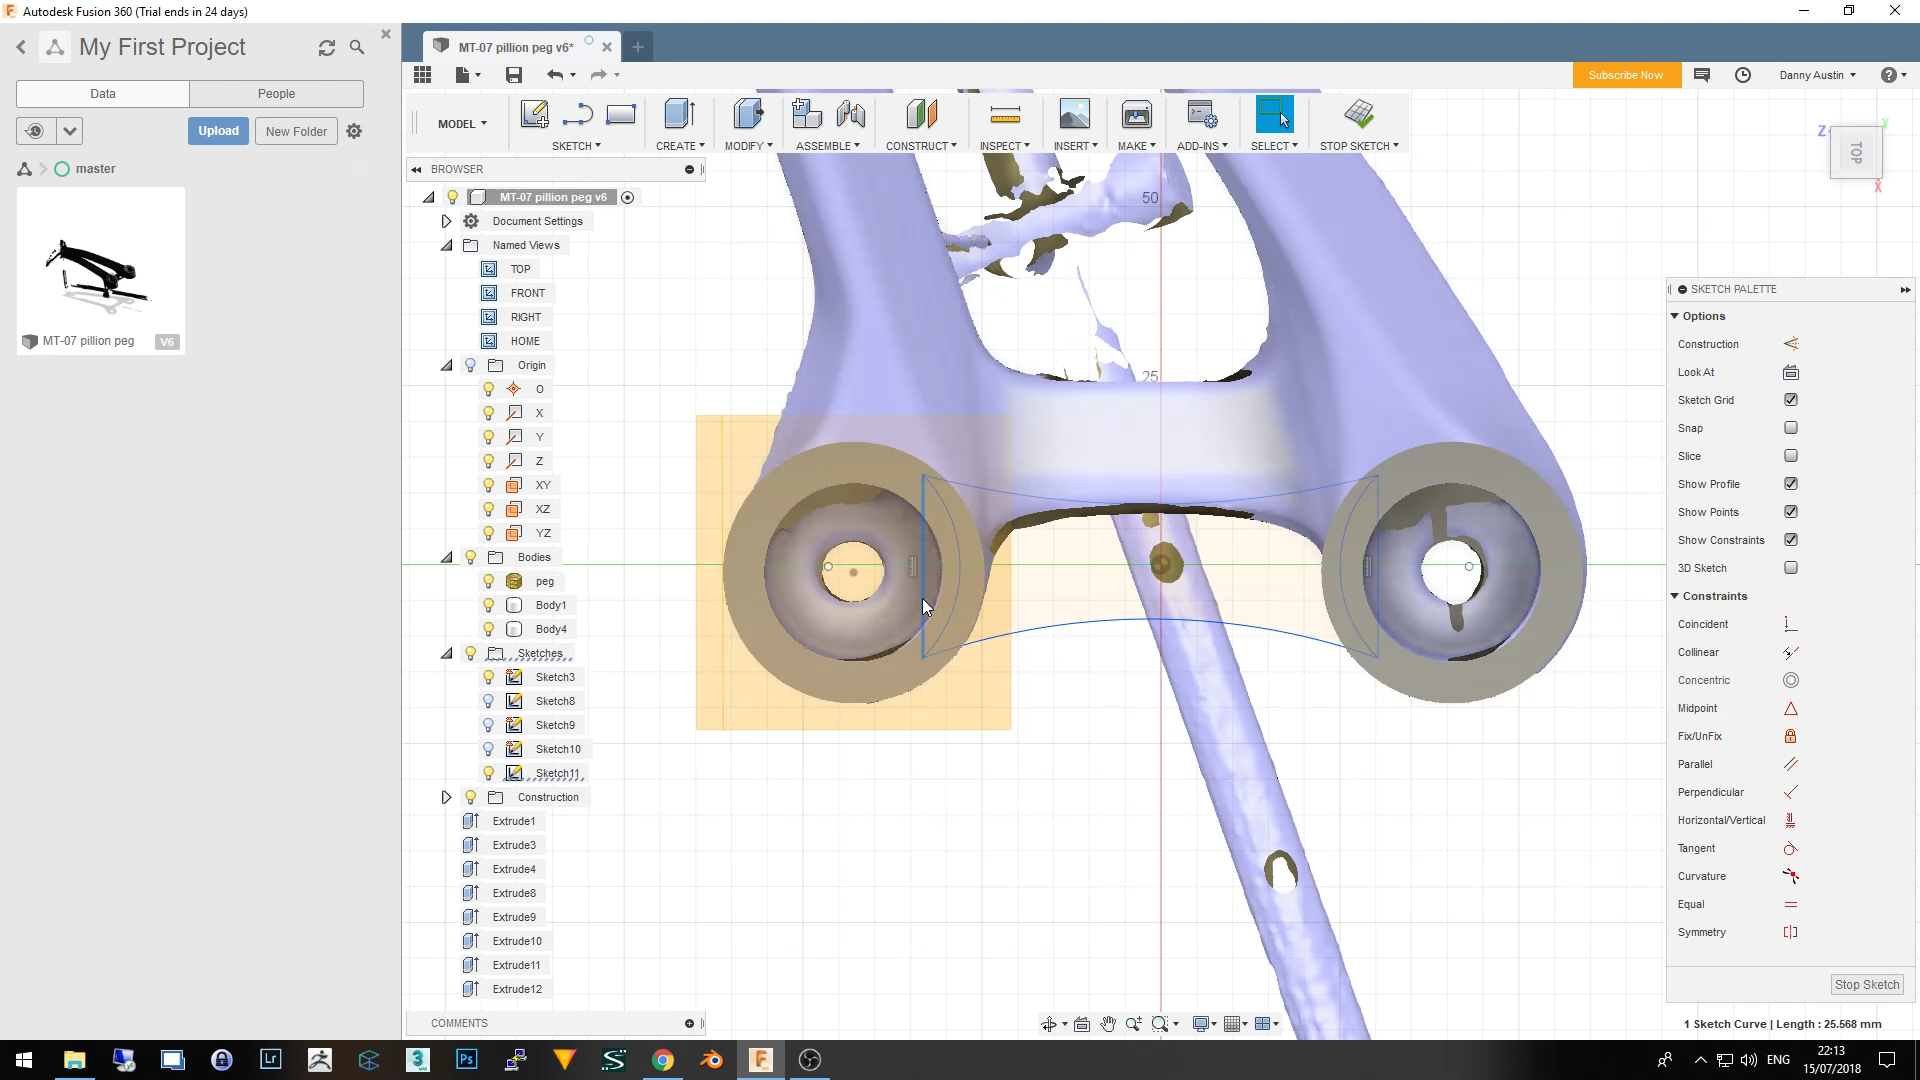 Autodesk Fusion 360 (Trial ends in 24 days)
My First Project
Data
People
Upload
New Folder
master
MT-07 pillion peg
V6
MT-07 pillion peg v6*
Subscribe Now
Danny Austin
MODEL
SKETCH
CREATE
MODIFY
ASSEMBLE
CONSTRUCT
INSPECT
INSERT
MAKE
ADD-INS
SELECT
STOP SKETCH
BROWSER
MT-07 pillion peg v6
Document Settings
Named Views
TOP
FRONT
RIGHT
HOME
Origin
O
X
Y
Z
XY
XZ
YZ
Bodies
peg
Body1
Body4
Sketches
Sketch3
Sketch8
Sketch9
Sketch10
Sketch11
Construction
Extrude1
Extrude3
Extrude4
Extrude8
Extrude9
Extrude10
Extrude11
Extrude12
COMMENTS
50
25
Z
Y
TOP
X
SKETCH PALETTE
Options
Construction
Look At
Sketch Grid
Snap
Slice
Show Profile
Show Points
Show Constraints
3D Sketch
Constraints
Coincident
Collinear
Concentric
Midpoint
Fix/UnFix
Parallel
Perpendicular
Horizontal/Vertical
Tangent
Curvature
Equal
Symmetry
Stop Sketch
1 Sketch Curve | Length : 25.568 mm
Lr
3
Ps
F
ENG
22:13
15/07/2018